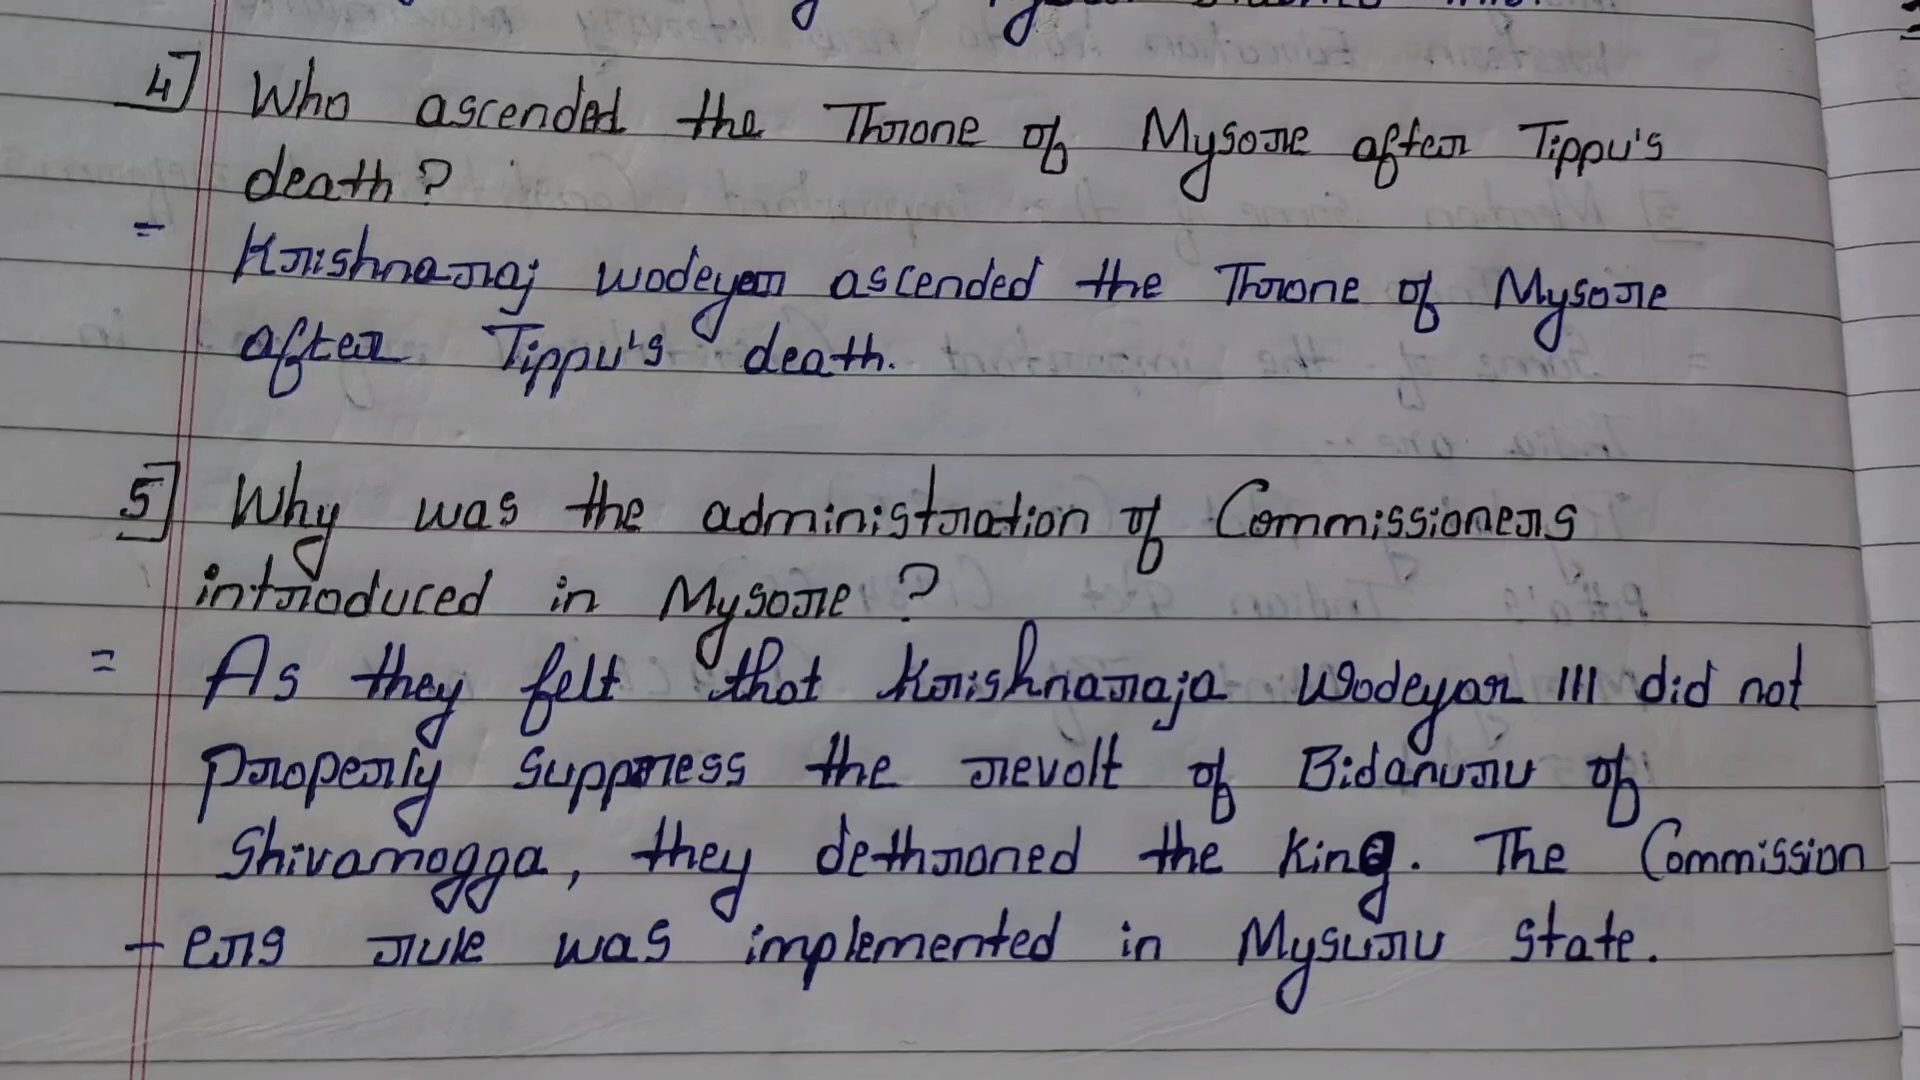 4] Who ascended the Throne of Mysore after Tippu's
death?
= Krishnaraj wodeyer ascended the Throne of Mysore
after Tippu's death.
5] Why was the administration of Commissioners
introduced in Mysore?
= As they felt that Krishnaraja Wodeyar III did not
properly suppress the revolt of Bidanuru of
Shivamogga, they dethroned the King. The Commission
-ers rule was implemented in Mysuru state.